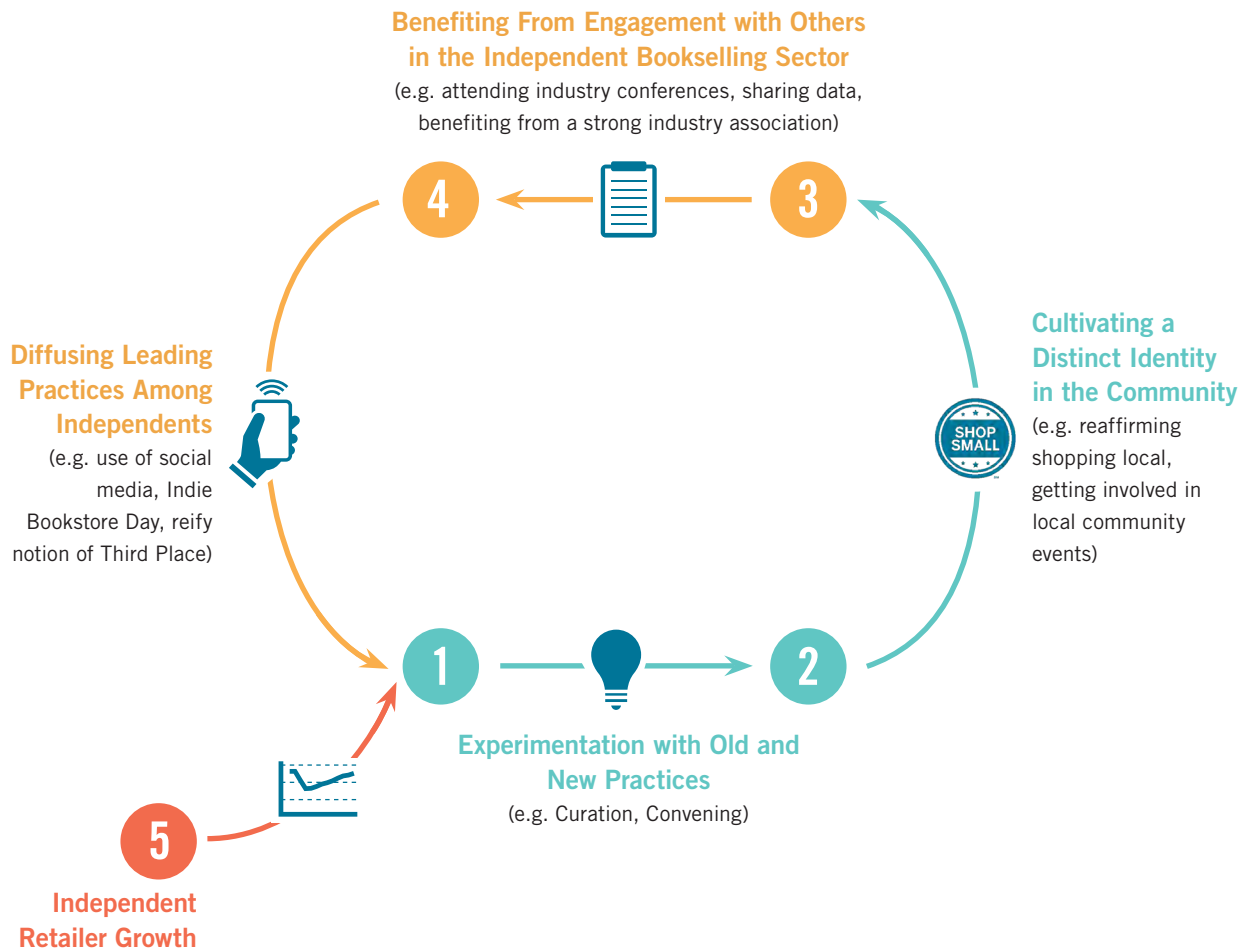 Benefiting From Engagement with Others
in the Independent Bookselling Sector
(e.g. attending industry conferences, sharing data,
benefiting from a strong industry association)
4
3
Diffusing Leading
Practices Among
Independents
(e.g. use of social
media, Indie
Bookstore Day, reify
notion of Third Place)
SHOP
SMALL
Cultivating a
Distinct Identity
in the Community
(e.g. reaffirming
shopping local,
getting involved in
local community
events)
1
2
Experimentation with Old and
New Practices
(e.g. Curation, Convening)
5
Independent
Retailer Growth